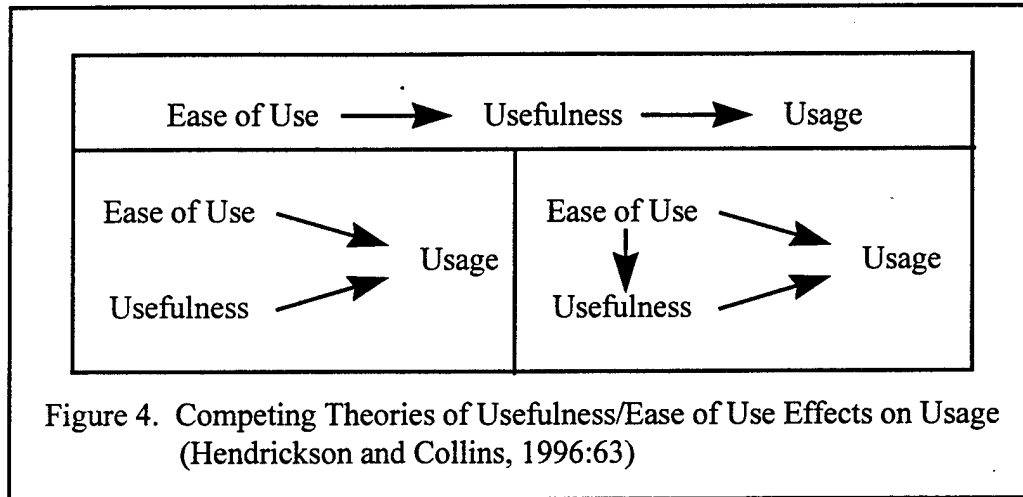 Ease of Use Usefulness Usage
Ease of Use
Usage
Usefulness
Ease of Use
Usage
Usefulness
Figure 4. Competing Theories of Usefulness/Ease of Use Effects on Usage
(Hendrickson and Collins, 1996:63)